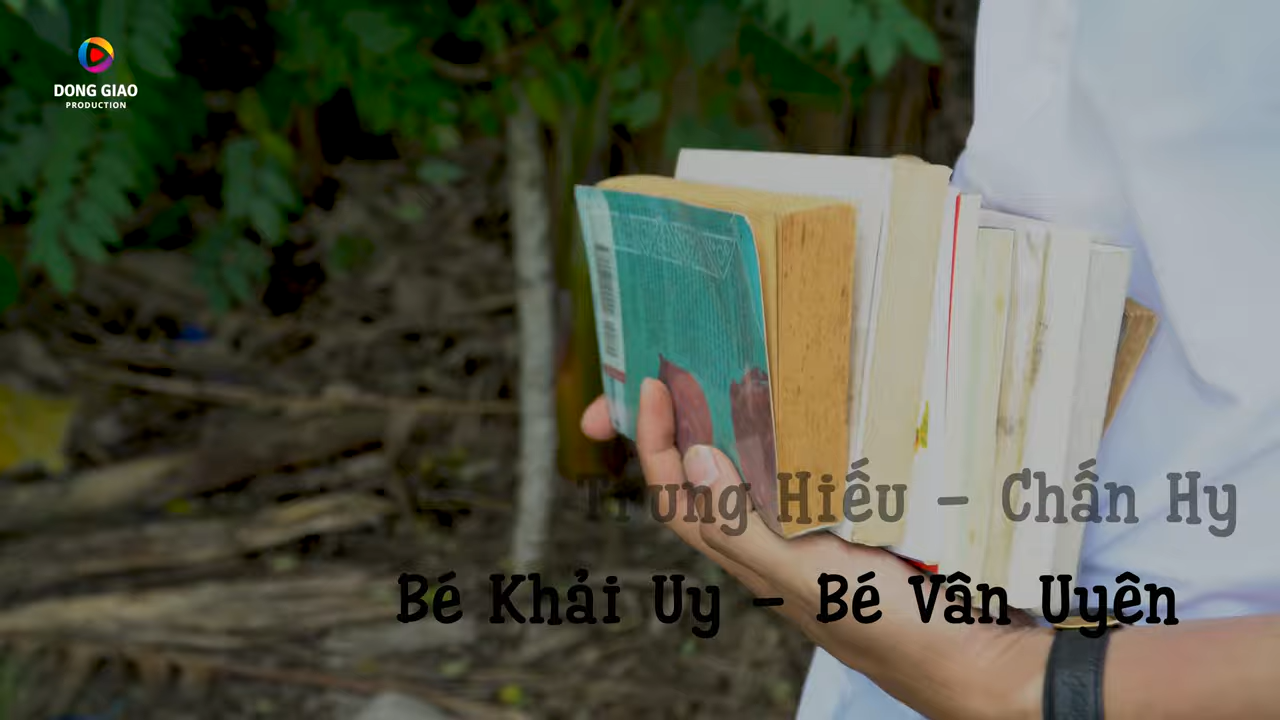 DONG GIAO
PRODUCTION
Trung Hiếu - Chấn Hy
Bé Khải Uy - Bé Vân Uyên